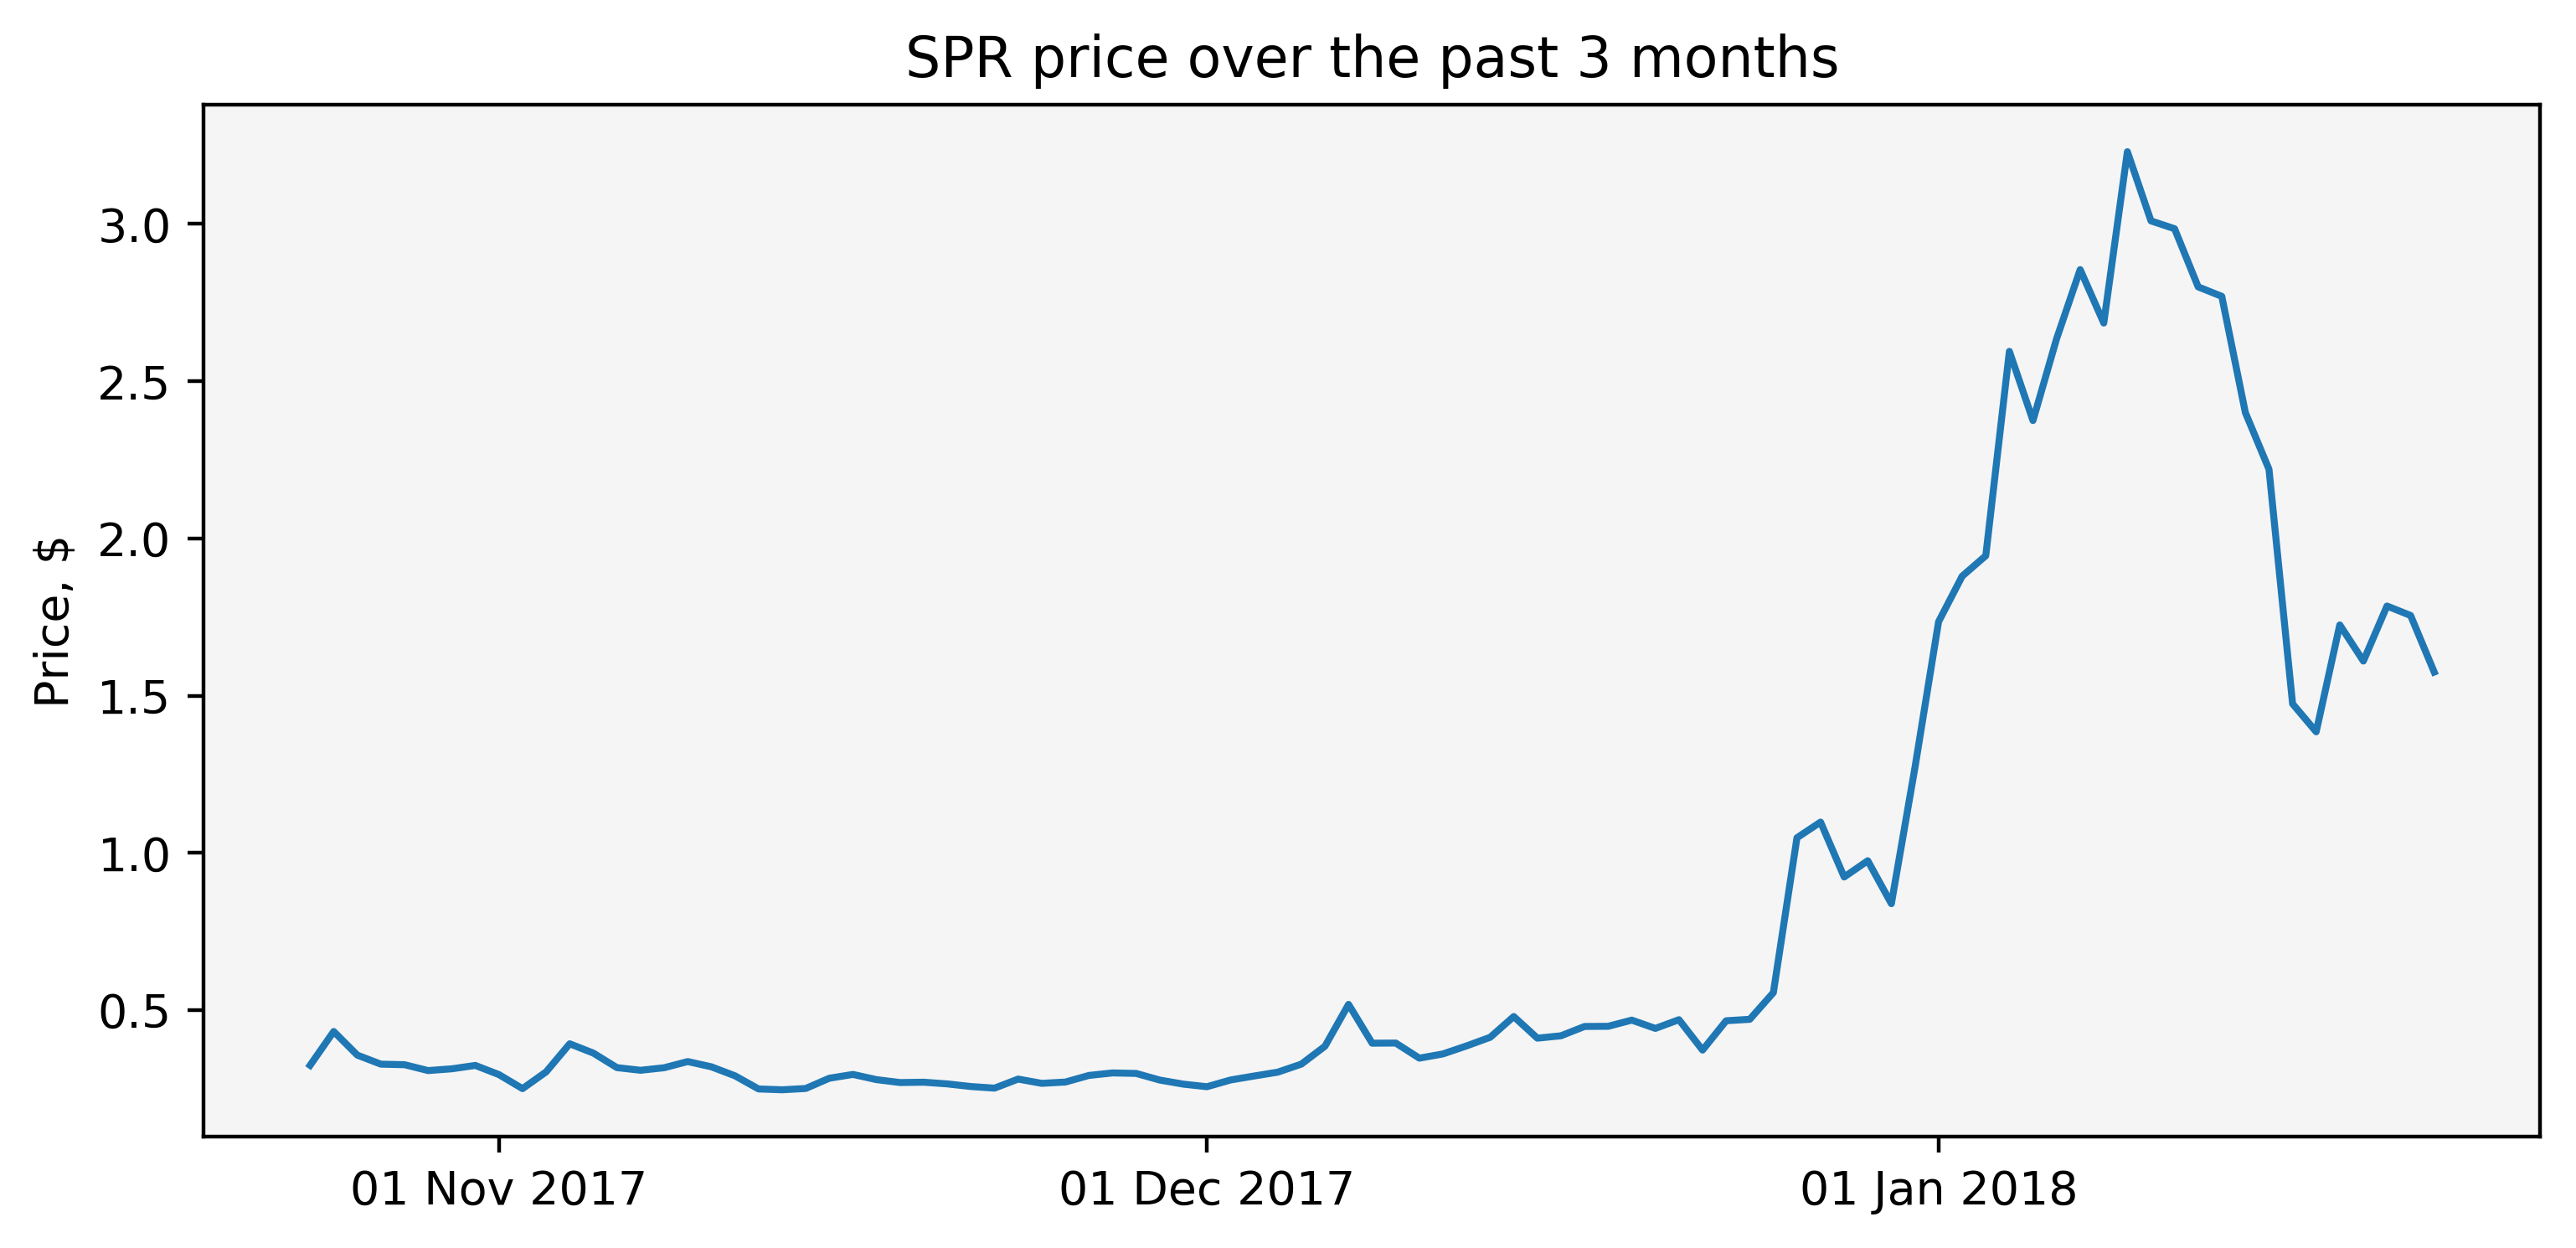 SPR price over the past 3 months
Price, $
3.0
2.5
2.0
1.5
1.0
0.5
01 Nov 2017
01 Dec 2017
01 Jan 2018